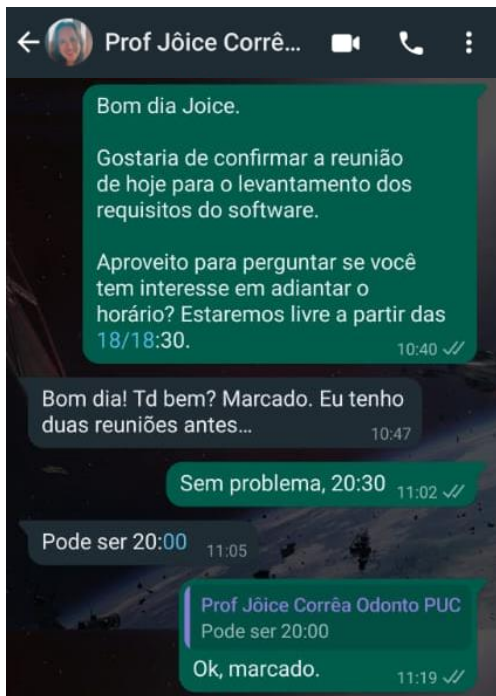 Prof Jôice Corrê...
Bom dia Joice.
Gostaria de confirmar a reunião
de hoje para o levantamento dos
requisitos do software.
Aproveito para perguntar se você
tem interesse em adiantar o
horário? Estaremos livre a partir das
18/18:30.
10:40
Bom dia! Td bem? Marcado. Eu tenho
duas reuniões antes...
10:47
Sem problema, 20:30
11:02
Pode ser 20:00
11:05
Prof Jôice Corrêa Odonto PUC
Pode ser 20:00
Ok, marcado.
11:19